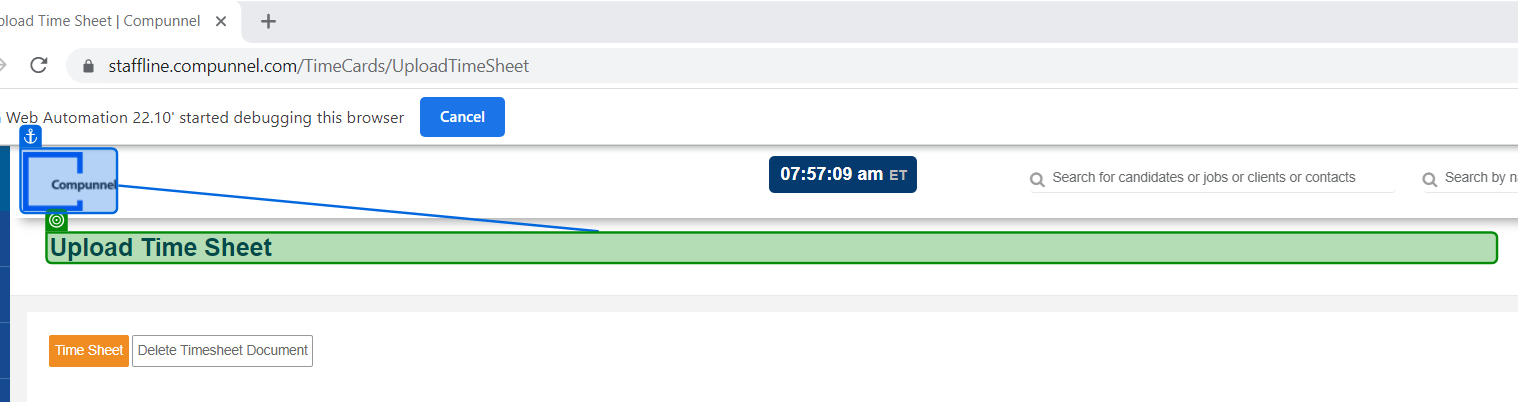 pload Time Sheet | Compunnel
staffline.compunnel.com/TimeCards/UploadTimeSheet
Web Automation 22.10' started debugging this browser Cancel
Compunnel
07:57:09 am ET
Search for candidates or jobs or clients or contacts
Search by n
Upload Time Sheet
Time Sheet Delete Timesheet Document